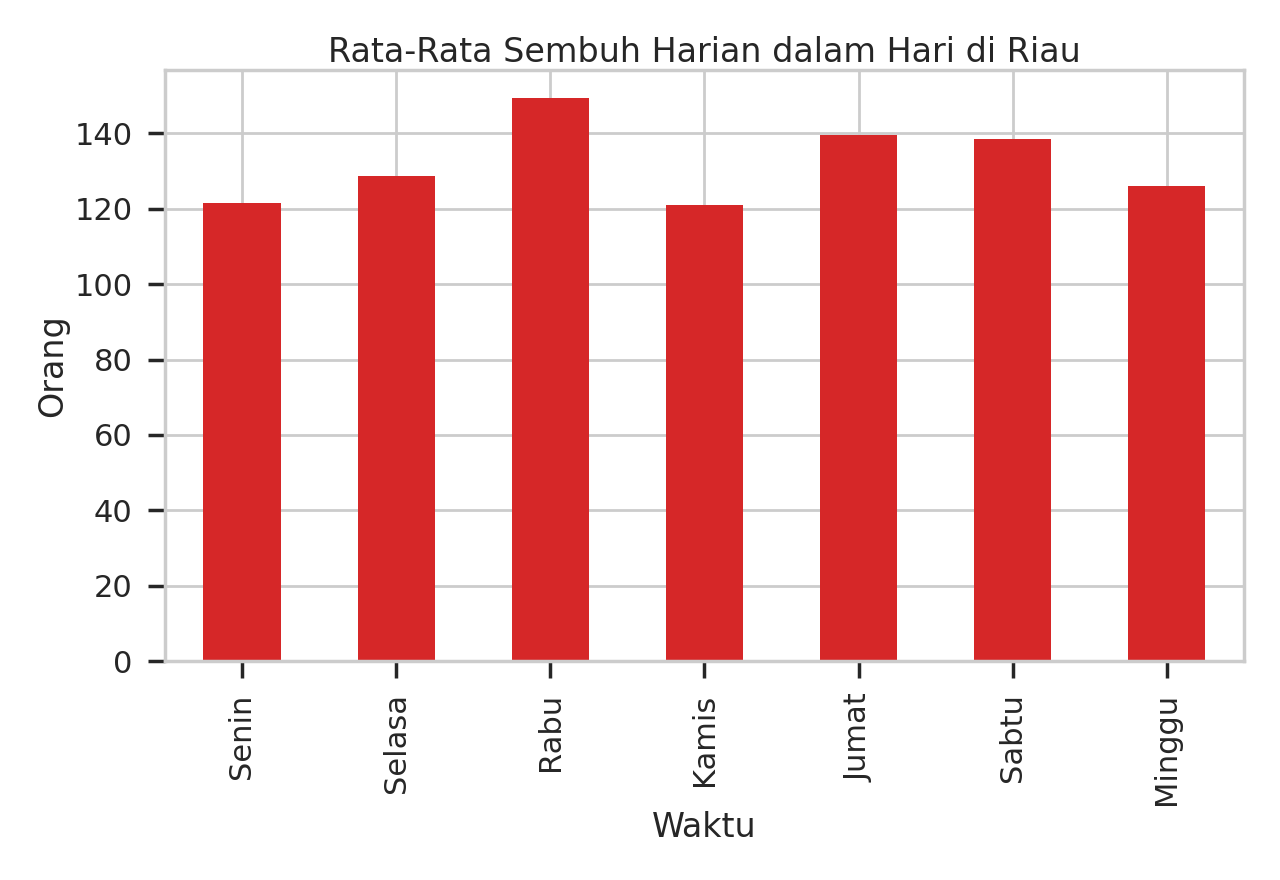 Rata-Rata Sembuh Harian dalam Hari di Riau
140
120
100
80
60
40
20
0
Orang
Senin
Selasa
Rabu
Kamis
Jumat
Sabtu
Minggu
Waktu